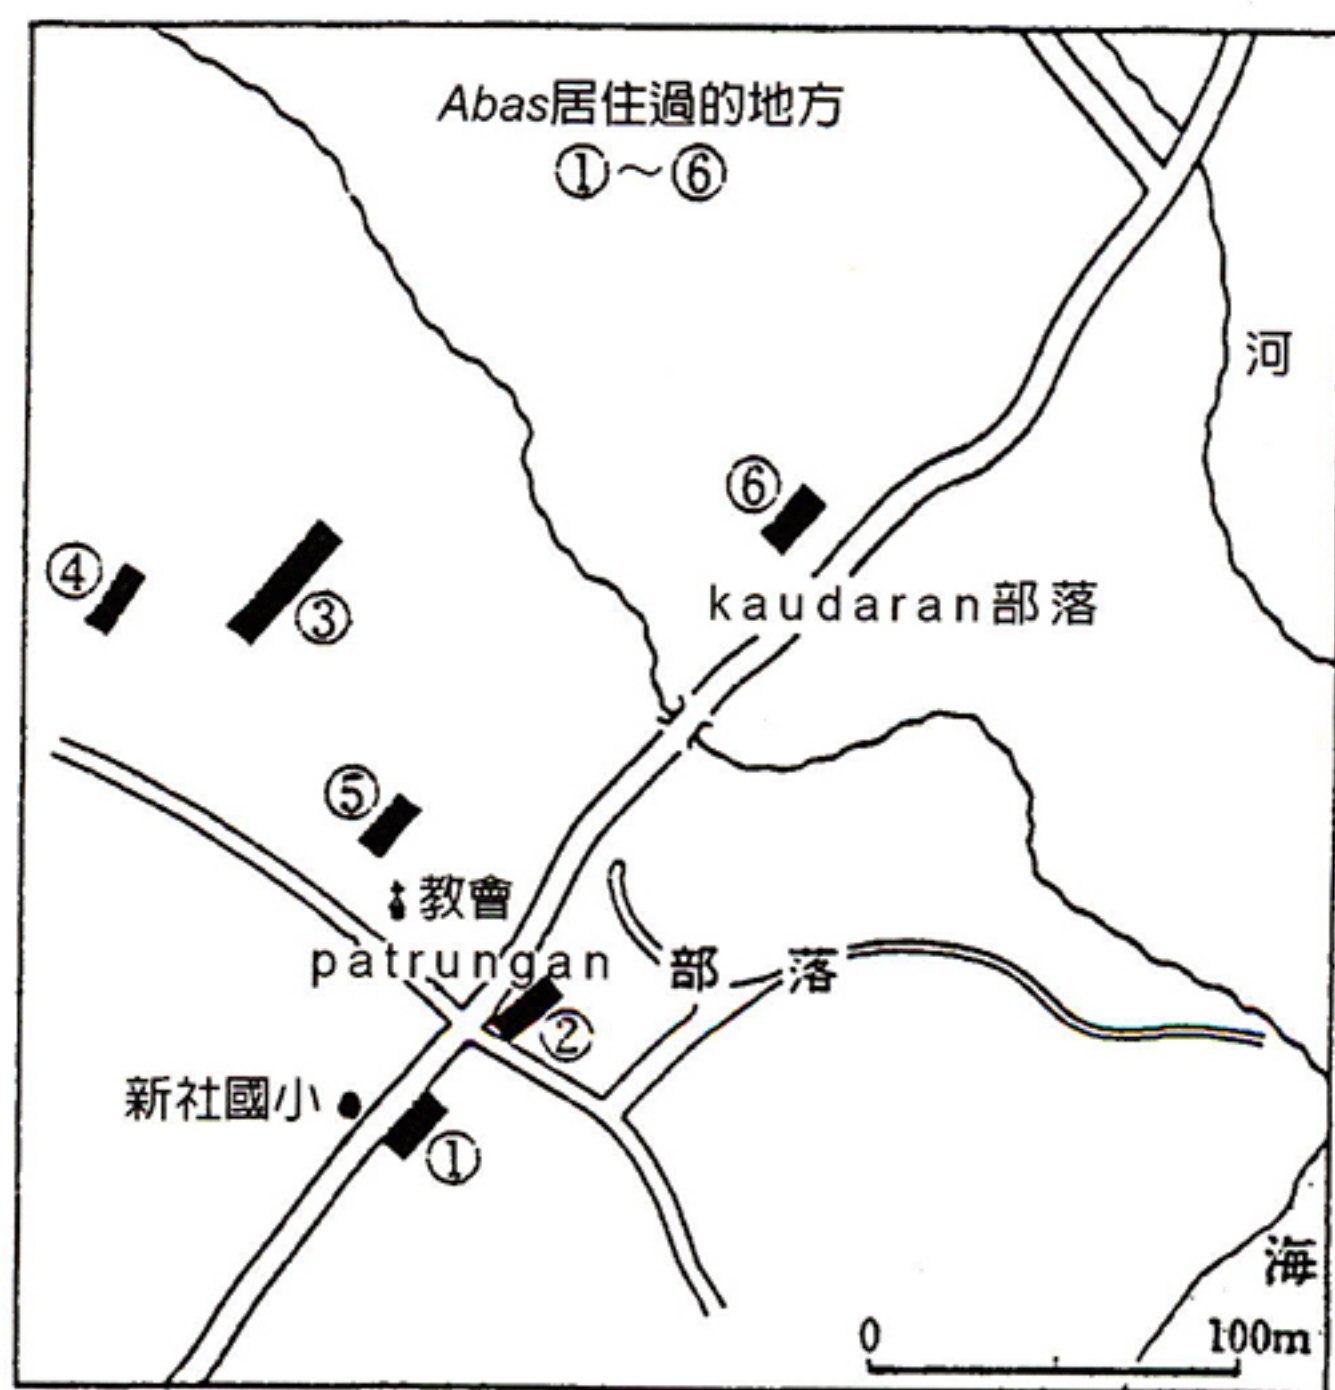 Abas居住過的地方
①～⑥
河
⑥
④
③
kaudaran部落
⑤
教會
patrungan 部落
②
新社國小
①
海
0 100m